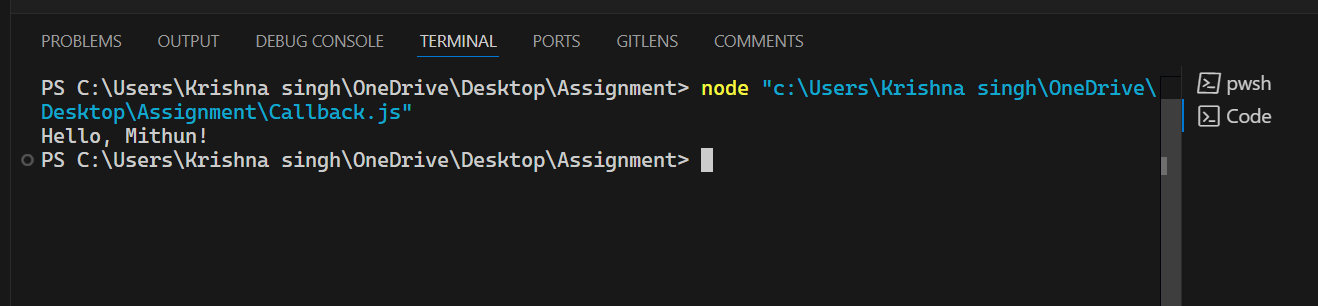 PROBLEMS OUTPUT DEBUG CONSOLE TERMINAL PORTS GITLENS COMMENTS
PS C:\Users\Krishna singh\OneDrive\Desktop\Assignment> node "c:\Users\Krishna singh\OneDrive\
Desktop\Assignment\Callback.js"
Hello, Mithun!
PS C:\Users\Krishna singh\OneDrive\Desktop\Assignment>
pwsh
Code